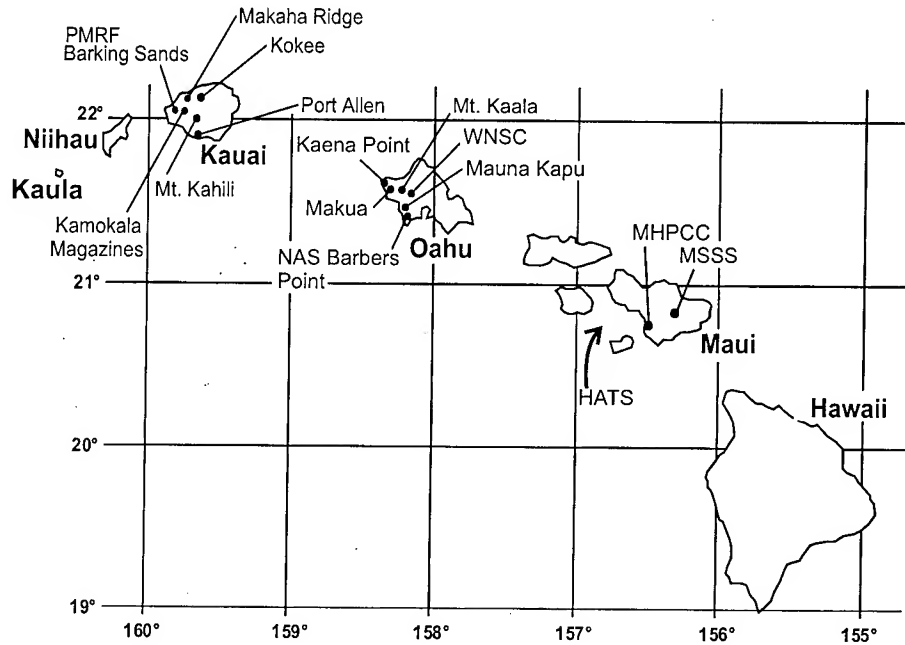 Makaha Ridge
PMRF
Barking Sands
Kokee
22°
Port Allen
Mt. Kaala
Niihau
Kauai
Kaena Point
WNSC
Mauna Kapu
Kaula
Mt. Kahili
Makua
Kamokala
Magazines
NAS Barbers
Point
Oahu
MHPCC
MSSS
21°
Maui
HATS
Hawaii
20°
19°
160°
159°
158°
157°
156°
155°